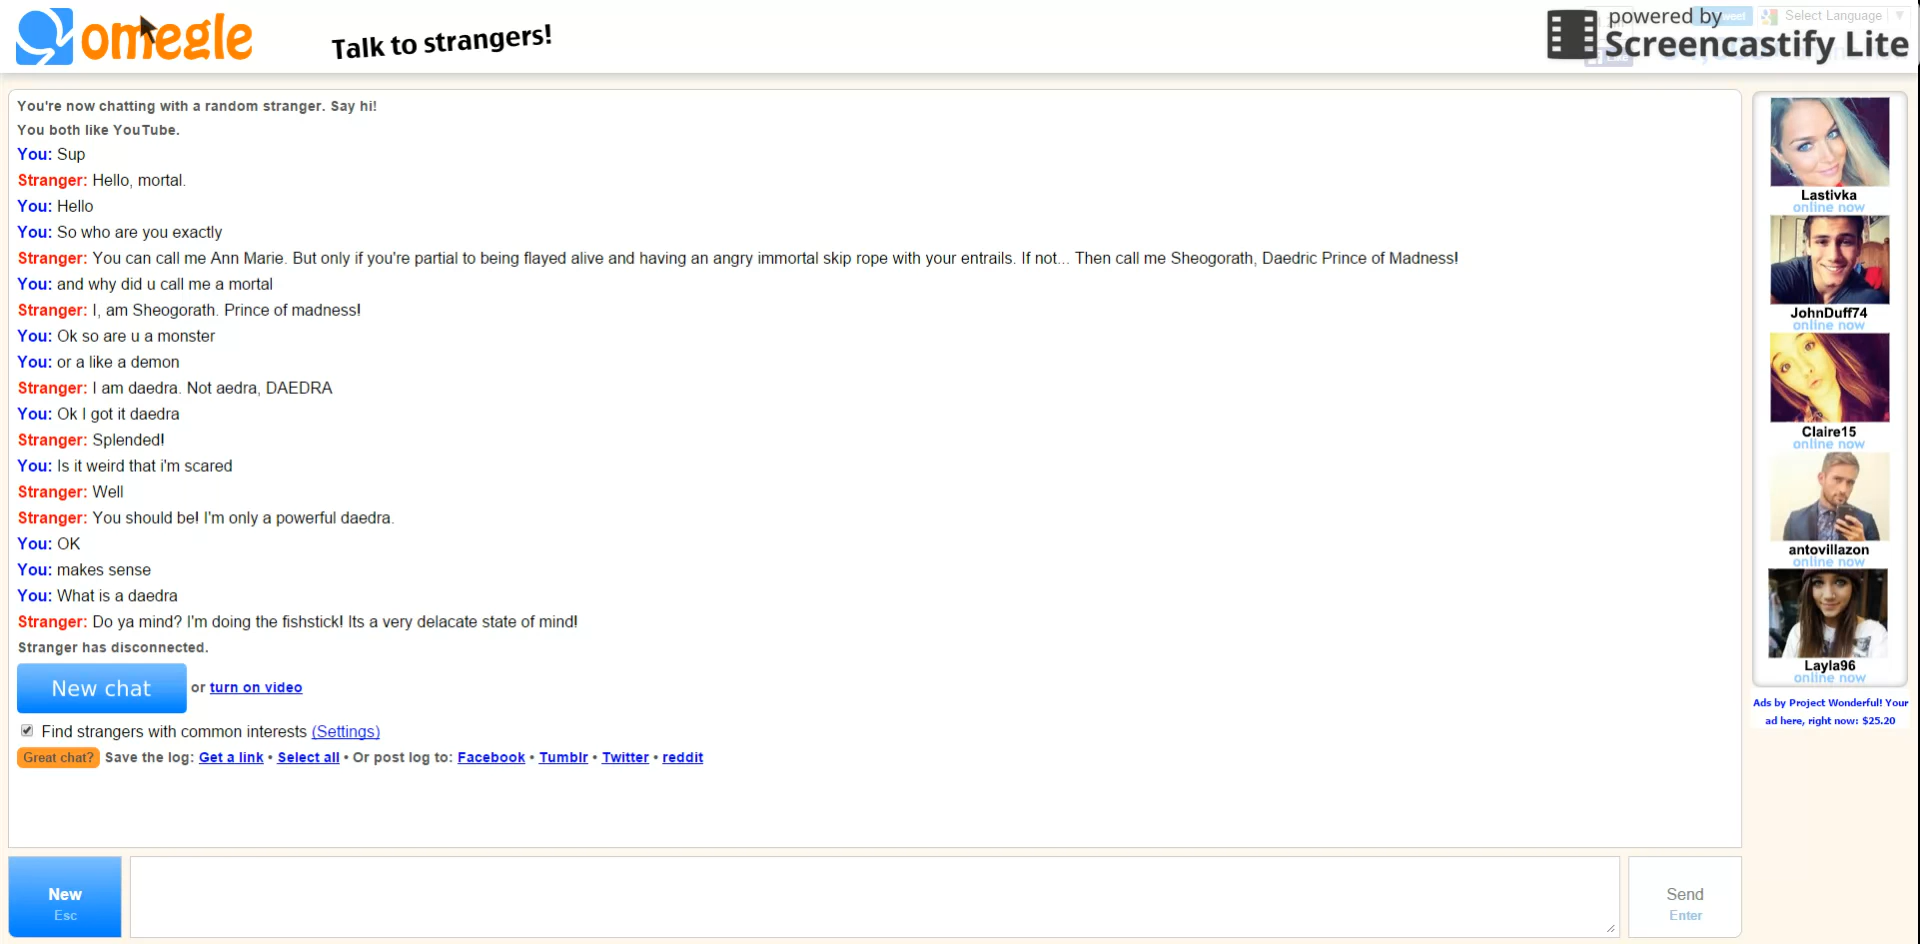 omegle
Talk to strangers!
powered by
Screencastify Lite
Tweet
Select Language
You're now chatting with a random stranger. Say hi!
You both like YouTube.
You: Sup
Stranger: Hello, mortal.
You: Hello
You: So who are you exactly
Stranger: You can call me Ann Marie. But only if you're partial to being flayed alive and having an angry immortal skip rope with your entrails. If not... Then call me Sheogorath, Daedric Prince of Madness!
You: and why did u call me a mortal
Stranger: I, am Sheogorath. Prince of madness!
You: Ok so are u a monster
You: or a like a demon
Stranger: I am daedra. Not aedra, DAEDRA
You: Ok I got it daedra
Stranger: Splended!
You: Is it weird that i'm scared
Stranger: Well
Stranger: You should be! I'm only a powerful daedra.
You: OK
You: makes sense
You: What is a daedra
Stranger: Do ya mind? I'm doing the fishstick! Its a very delacate state of mind!
Stranger has disconnected.
New chat or turn on video
Find strangers with common interests (Settings)
Great chat? Save the log: Get a link • Select all • Or post log to: Facebook • Tumblr • Twitter • reddit
New
Esc
Send
Enter
Lastivka
online now
JohnDuff74
online now
Claire15
online now
antovillazon
online now
Layla96
online now
Ads by Project Wonderful! Your
ad here, right now: $25.20